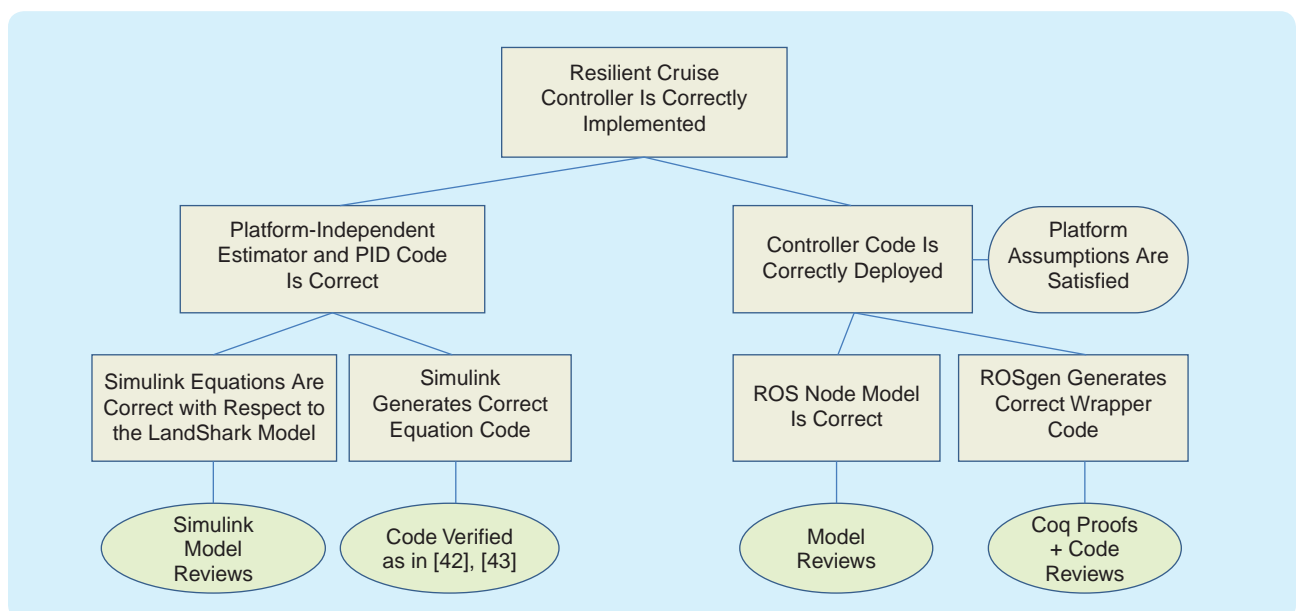 Resilient Cruise
Controller Is Correctly
Implemented
Platform-Independent
Estimator and PID Code
Is Correct
Controller Code Is
Correctly Deployed
Platform
Assumptions Are
Satisfied
Simulink Equations Are
Correct with Respect to
the LandShark Model
Simulink
Generates Correct
Equation Code
ROS Node Model
Is Correct
ROSgen Generates
Correct Wrapper
Code
Simulink
Model
Reviews
Code Verified
as in [42], [43]
Model
Reviews
Coq Proofs
+ Code
Reviews